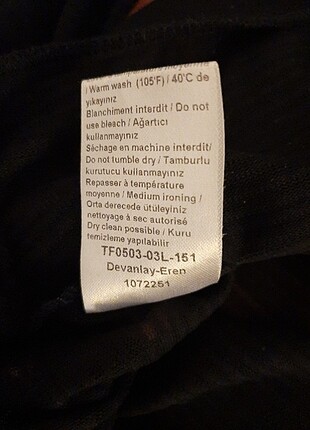 / Warm wash (105'F) / 40'C de
yıkayınız
Blanchiment interdit / Do not
use bleach / Ağartıcı
kullanmayınız
Séchage en machine interdit/
Do not tumble dry / Tamburlu
kurutucu kullanmayınız
Repasser à température
moyenne / Medium ironing /
Orta derecede ütüleyiniz
nettoyage à sec autorisé
Dry clean possible / Kuru
temizleme yapılabilir
TF0503-03L-151
Devanlay-Eren
1072251